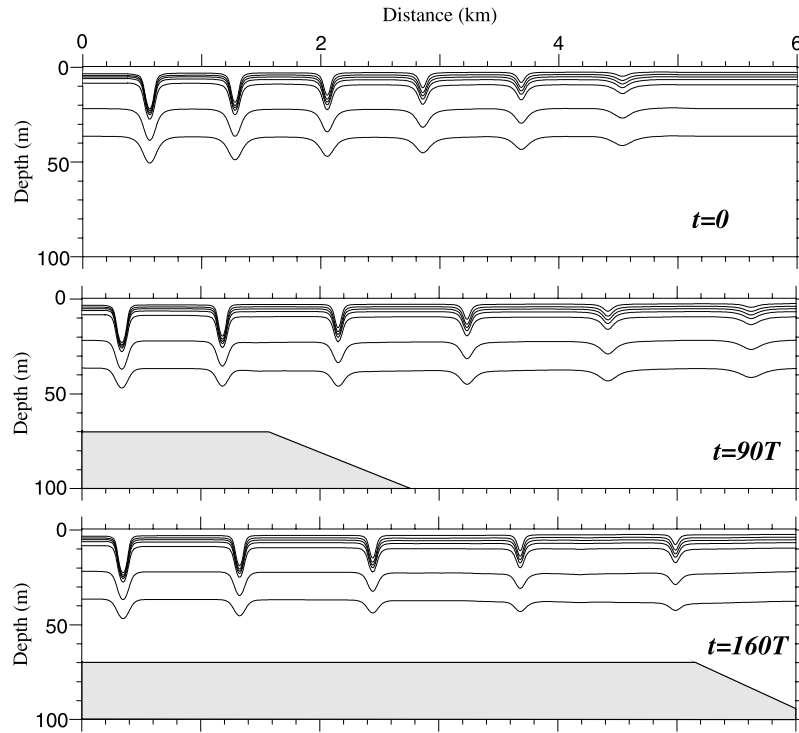 Distance (km)
0 2 4 6
0
50
100
Depth (m)
t=0
0
50
100
Depth (m)
t=90T
0
50
100
Depth (m)
t=160T